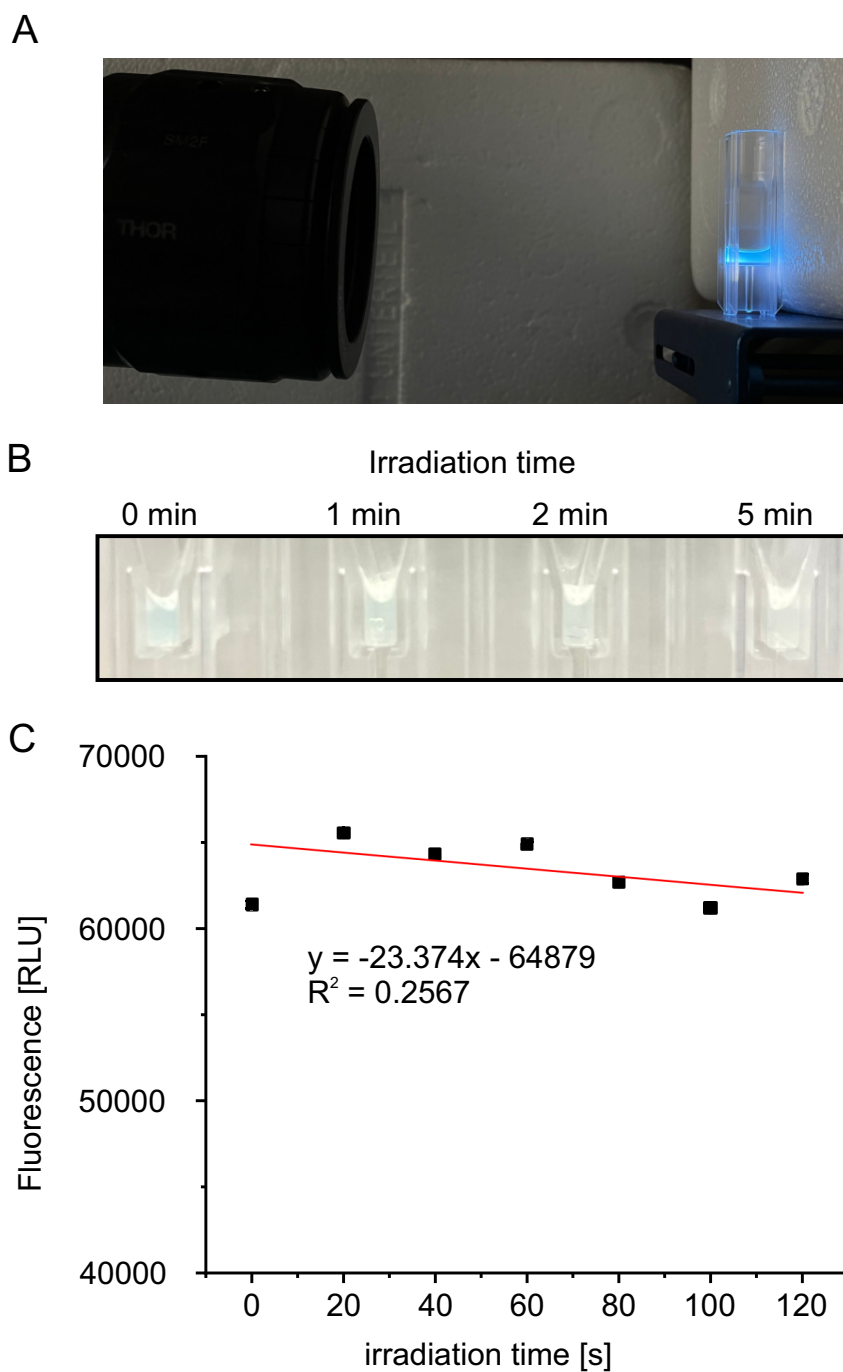 A
SM2F
THOR
UNTERTEIL
B
Irradiation time
0 min 1 min 2 min 5 min
C
70000
60000
50000
40000
Fluorescence [RLU]
y = -23.374x - 64879
R² = 0.2567
0 20 40 60 80 100 120
irradiation time [s]